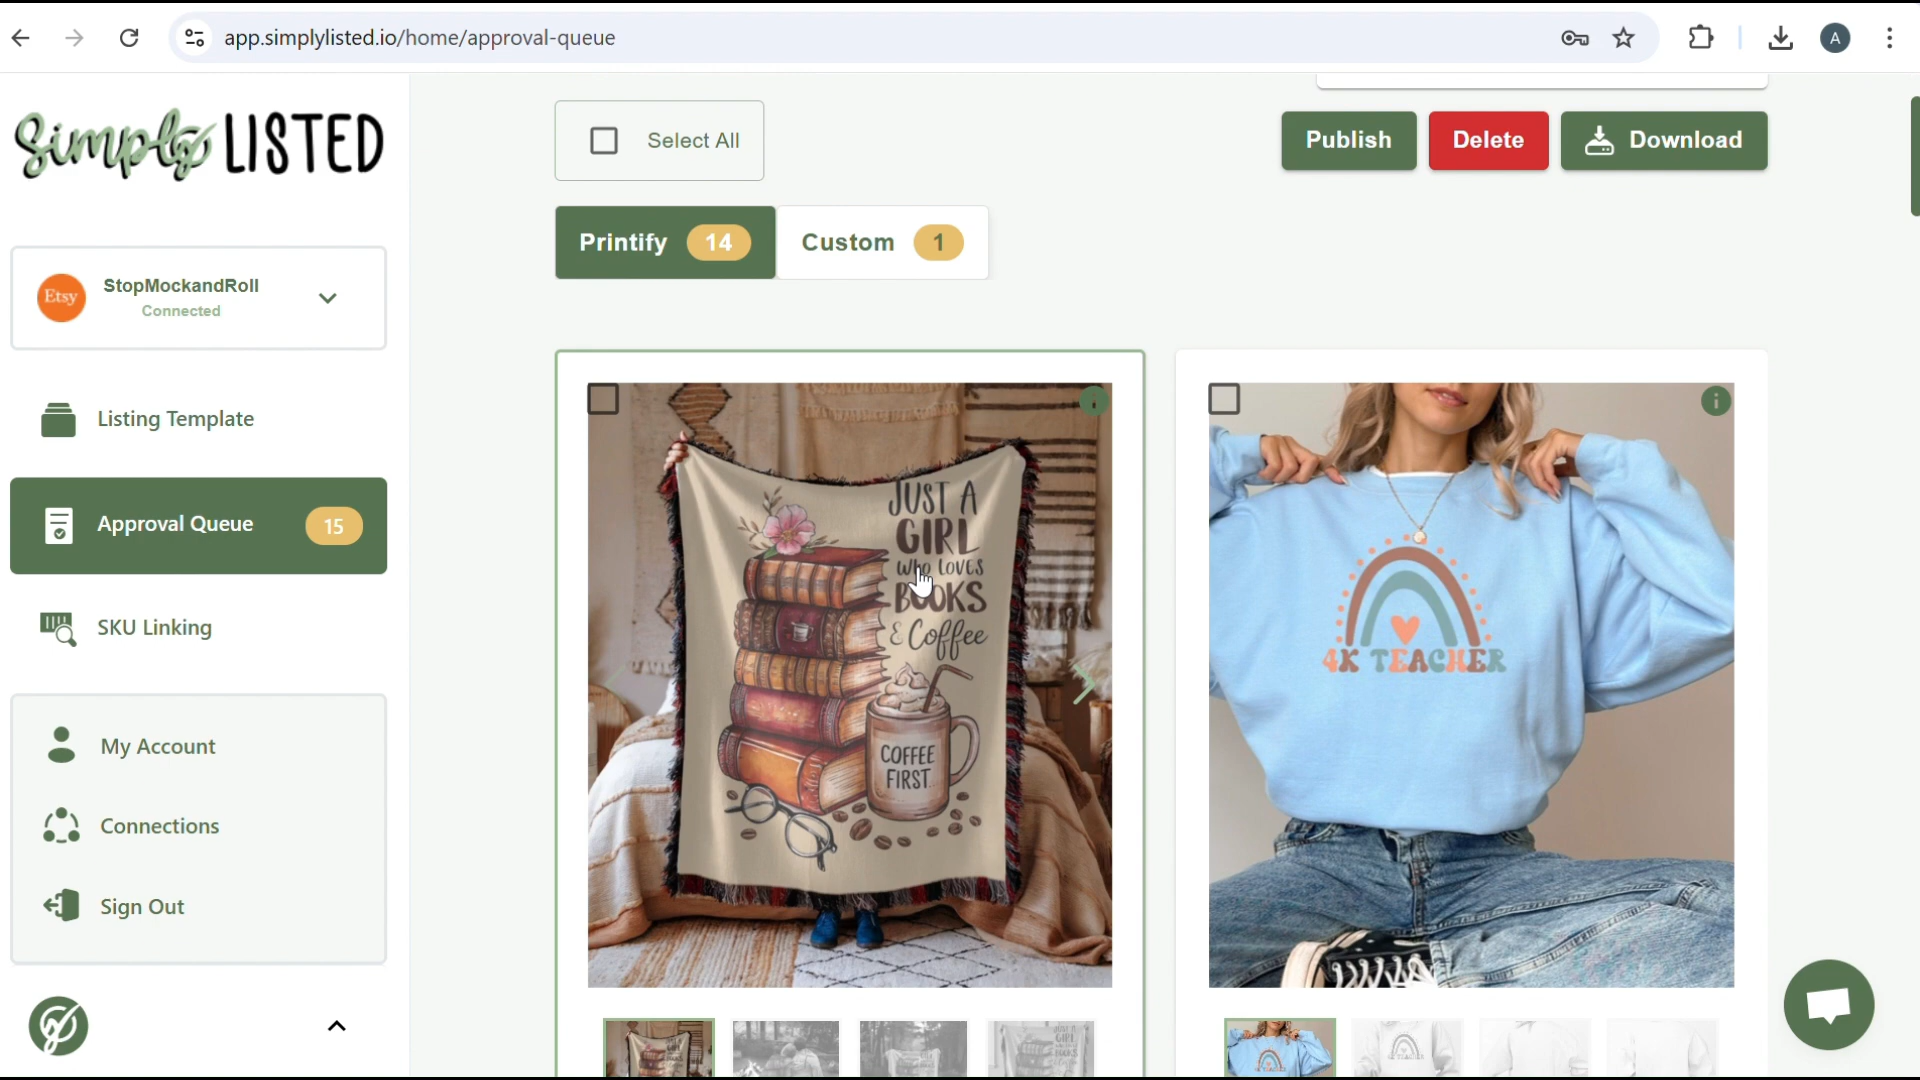 app.simplylisted.io/home/approval-queue
A
Simply LISTED
Select All
Publish
Delete
Download
Printify 14
Custom 1
Etsy
StopMockandRoll
Connected
Listing Template
Approval Queue 15
SKU Linking
My Account
Connections
Sign Out
JUST A
GIRL
WHO LOVES
BOOKS
& Coffee
COFFEE
FIRST
4K TEACHER